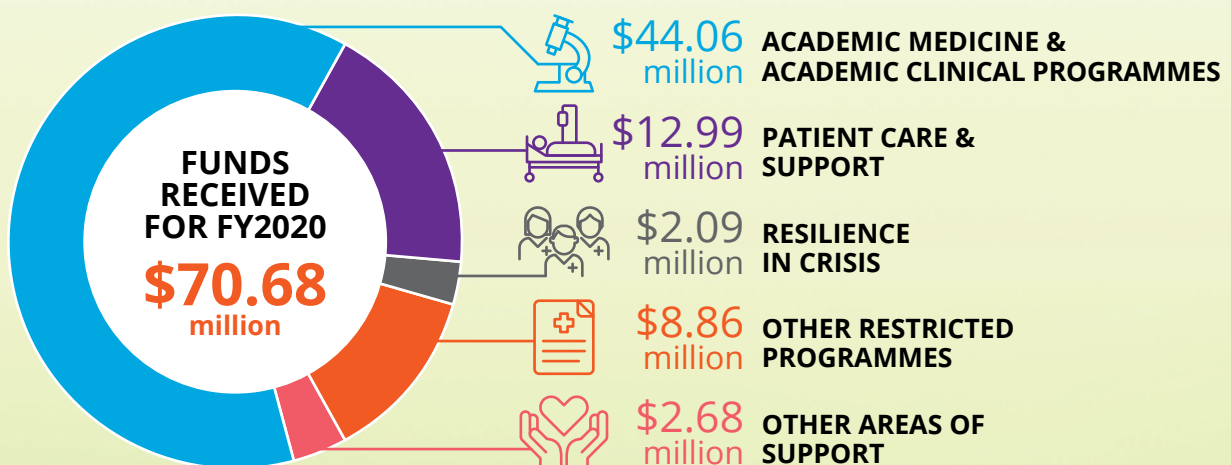 FUNDS
RECEIVED
FOR FY2020
$70.68
million
$44.06
million
ACADEMIC MEDICINE &
ACADEMIC CLINICAL PROGRAMMES
$12.99
million
PATIENT CARE &
SUPPORT
$2.09
million
RESILIENCE
IN CRISIS
$8.86
million
OTHER RESTRICTED
PROGRAMMES
$2.68
million
OTHER AREAS OF
SUPPORT